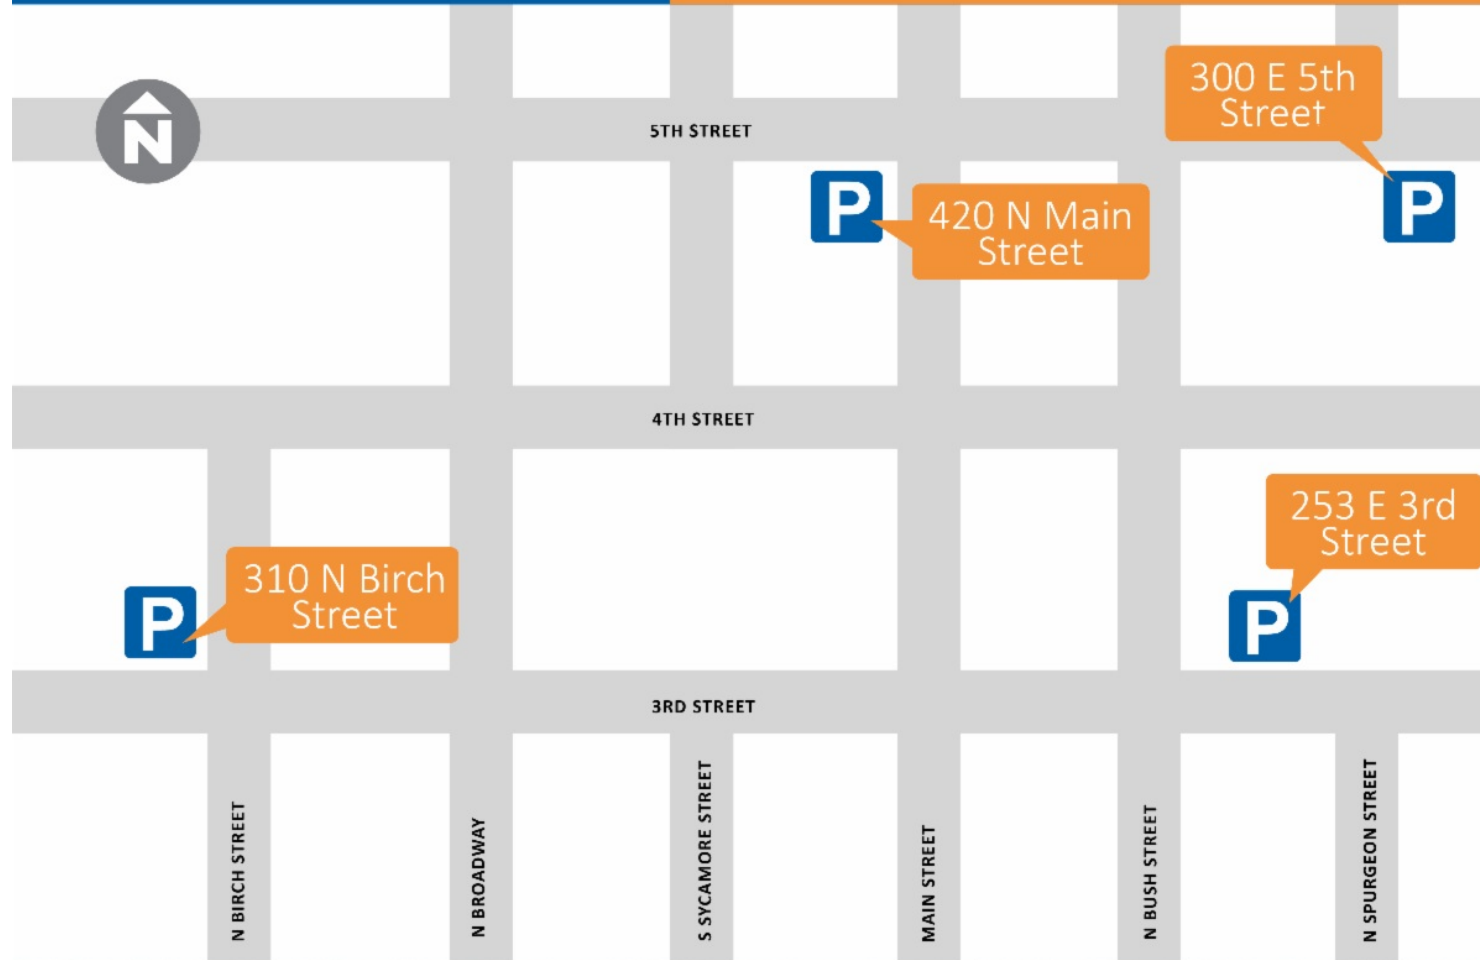 300 E 5th
Street
5TH STREET
N
P
P
420 N Main
Street
4TH STREET
253 E 3rd
Street
310 N Birch
Street
P
P
3RD STREET
N BIRCH STREET
N BROADWAY
S SYCAMORE STREET
MAIN STREET
N BUSH STREET
N SPURGEON STREET